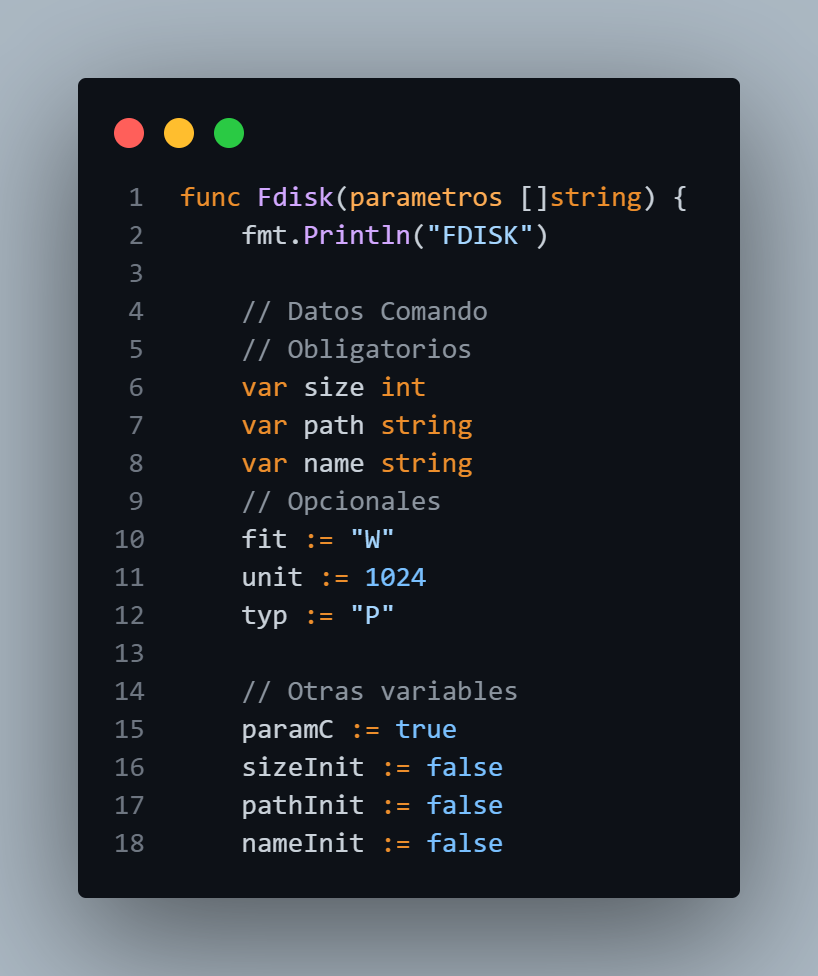 1 func Fdisk(parametros []string) {
2     fmt.Println("FDISK")
3
4     // Datos Comando
5     // Obligatorios
6     var size int
7     var path string
8     var name string
9     // Opcionales
10     fit := "W"
11     unit := 1024
12     typ := "P"
13
14     // Otras variables
15     paramC := true
16     sizeInit := false
17     pathInit := false
18     nameInit := false